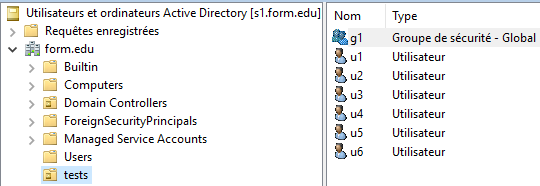 Utilisateurs et ordinateurs Active Directory [s1.form.edu]
Requêtes enregistrées
form.edu
Builtin
Computers
Domain Controllers
ForeignSecurityPrincipals
Managed Service Accounts
Users
tests
Nom Type
g1 Groupe de sécurité - Global
u1 Utilisateur
u2 Utilisateur
u3 Utilisateur
u4 Utilisateur
u5 Utilisateur
u6 Utilisateur